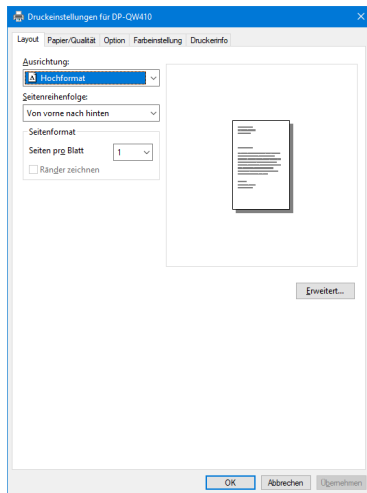 Druckeinstellungen für DP-QW410
Layout Papier/Qualität Option Farbeinstellung Druckerinfo
Ausrichtung:
A Hochformat
Seitenreihenfolge:
Von vorne nach hinten
Seitenformat
Seiten pro Blatt 1
Ränder zeichnen
Erweitert...
OK Abbrechen Übernehmen